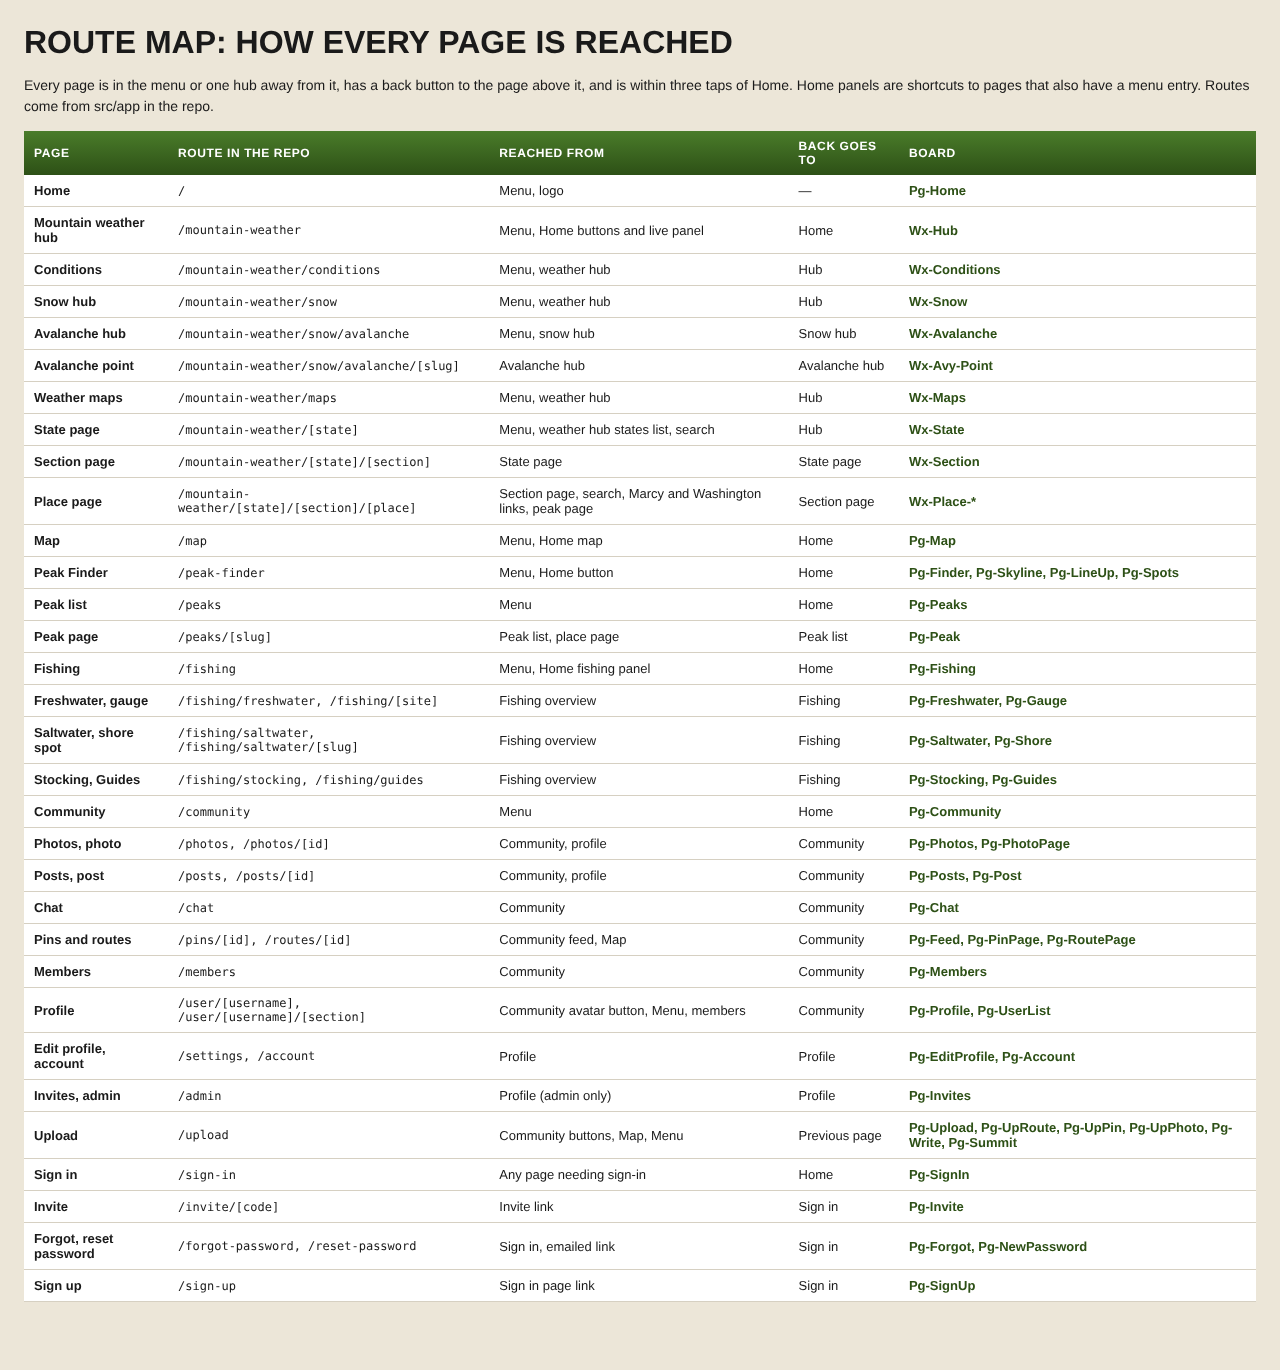 ROUTE MAP: HOW EVERY PAGE IS REACHED
Every page is in the menu or one hub away from it, has a back button to the page above it, and is within three taps of Home. Home panels are shortcuts to pages that also have a menu entry. Routes
come from src/app in the repo.
PAGE ROUTE IN THE REPO REACHED FROM BACK GOES TO BOARD
Home / Menu, logo — Pg-Home
Mountain weather hub /mountain-weather Menu, Home buttons and live panel Home Wx-Hub
Conditions /mountain-weather/conditions Menu, weather hub Hub Wx-Conditions
Snow hub /mountain-weather/snow Menu, weather hub Hub Wx-Snow
Avalanche hub /mountain-weather/snow/avalanche Menu, snow hub Snow hub Wx-Avalanche
Avalanche point /mountain-weather/snow/avalanche/[slug] Avalanche hub Avalanche hub Wx-Avy-Point
Weather maps /mountain-weather/maps Menu, weather hub Hub Wx-Maps
State page /mountain-weather/[state] Menu, weather hub states list, search Hub Wx-State
Section page /mountain-weather/[state]/[section] State page State page Wx-Section
Place page /mountain-weather/[state]/[section]/[place] Section page, search, Marcy and Washington links, peak page Section page Wx-Place-*
Map /map Menu, Home map Home Pg-Map
Peak Finder /peak-finder Menu, Home button Home Pg-Finder, Pg-Skyline, Pg-LineUp, Pg-Spots
Peak list /peaks Menu Home Pg-Peaks
Peak page /peaks/[slug] Peak list, place page Peak list Pg-Peak
Fishing /fishing Menu, Home fishing panel Home Pg-Fishing
Freshwater, gauge /fishing/freshwater, /fishing/[site] Fishing overview Fishing Pg-Freshwater, Pg-Gauge
Saltwater, shore spot /fishing/saltwater, /fishing/saltwater/[slug] Fishing overview Fishing Pg-Saltwater, Pg-Shore
Stocking, Guides /fishing/stocking, /fishing/guides Fishing overview Fishing Pg-Stocking, Pg-Guides
Community /community Menu Home Pg-Community
Photos, photo /photos, /photos/[id] Community, profile Community Pg-Photos, Pg-PhotoPage
Posts, post /posts, /posts/[id] Community, profile Community Pg-Posts, Pg-Post
Chat /chat Community Community Pg-Chat
Pins and routes /pins/[id], /routes/[id] Community feed, Map Community Pg-Feed, Pg-PinPage, Pg-RoutePage
Members /members Community Community Pg-Members
Profile /user/[username], /user/[username]/[section] Community avatar button, Menu, members Community Pg-Profile, Pg-UserList
Edit profile, account /settings, /account Profile Profile Pg-EditProfile, Pg-Account
Invites, admin /admin Profile (admin only) Profile Pg-Invites
Upload /upload Community buttons, Map, Menu Previous page Pg-Upload, Pg-UpRoute, Pg-UpPin, Pg-UpPhoto, Pg-Write, Pg-Summit
Sign in /sign-in Any page needing sign-in Home Pg-SignIn
Invite /invite/[code] Invite link Sign in Pg-Invite
Forgot, reset password /forgot-password, /reset-password Sign in, emailed link Sign in Pg-Forgot, Pg-NewPassword
Sign up /sign-up Sign in page link Sign in Pg-SignUp